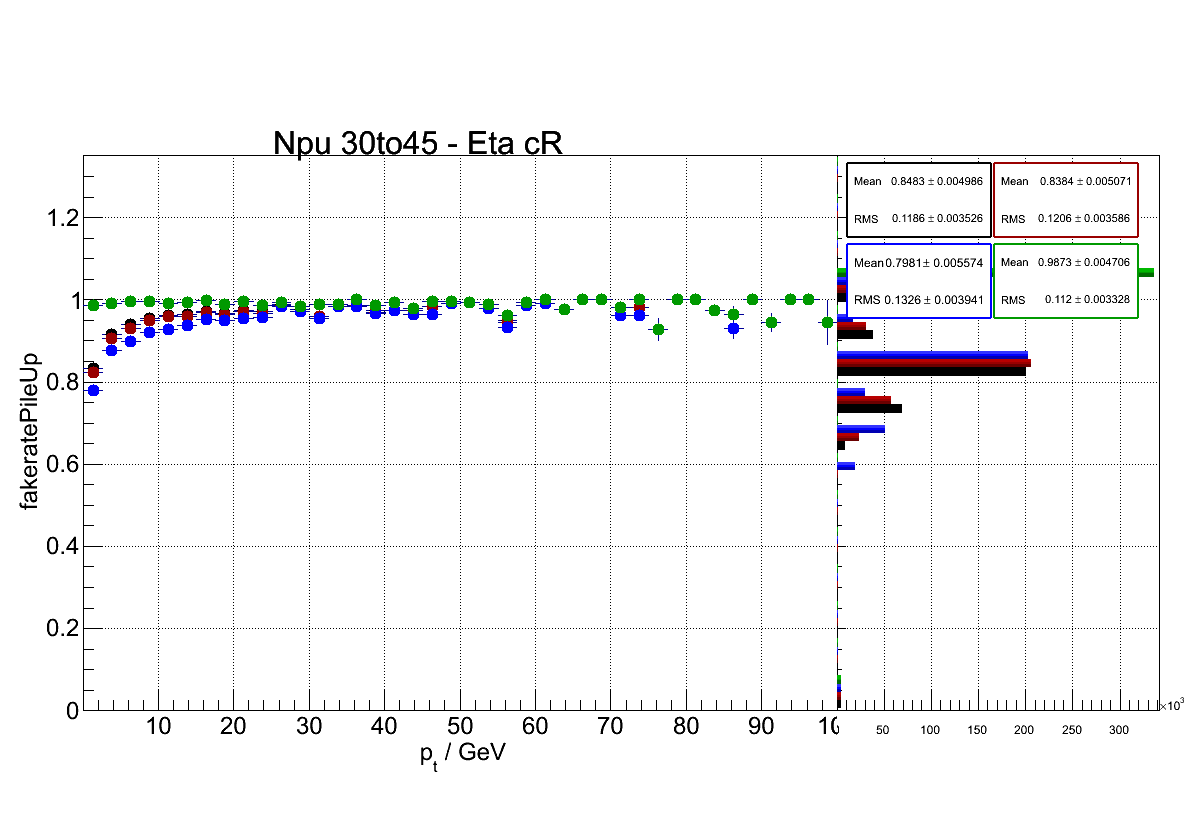 Npu 30to45 - Eta cR
fakeratePileUp
1.2
1
0.8
0.6
0.4
0.2
0
10 20 30 40 50 60 70 80 90 10
p_t / GeV
Mean 0.8483 ± 0.004986
RMS 0.1186 ± 0.003526
Mean 0.8384 ± 0.005071
RMS 0.1206 ± 0.003586
Mean 0.7981 ± 0.005574
RMS 0.1326 ± 0.003941
Mean 0.9873 ± 0.004706
RMS 0.112 ± 0.003328
×10³
50 100 150 200 250 300